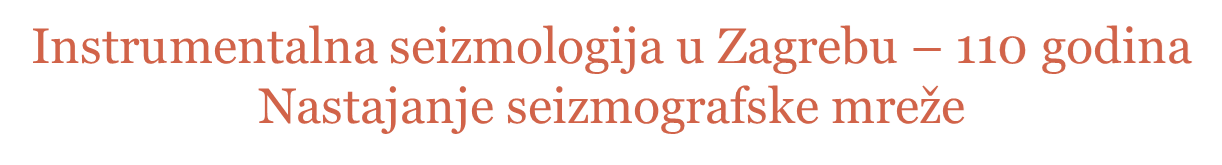 Instrumentalna seizmologija u Zagrebu – 110 godina
Nastajanje seizmografske mreže